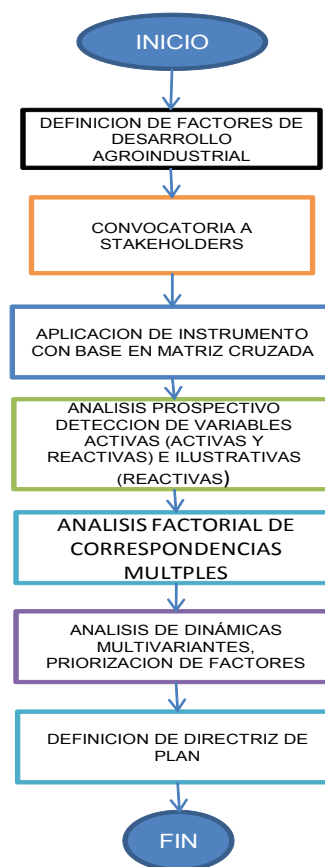 INICIO
DEFINICION DE FACTORES DE
DESARROLLO
AGROINDUSTRIAL
CONVOCATORIA A
STAKEHOLDERS
APLICACION DE INSTRUMENTO
CON BASE EN MATRIZ CRUZADA
ANALISIS PROSPECTIVO
DETECCION DE VARIABLES
ACTIVAS (ACTIVAS Y
REACTIVAS) E ILUSTRATIVAS
(REACTIVAS)
ANALISIS FACTORIAL DE
CORRESPONDENCIAS
MULTPLES
ANALISIS DE DINÁMICAS
MULTIVARIANTES,
PRIORIZACION DE FACTORES
DEFINICION DE DIRECTRIZ DE
PLAN
FIN